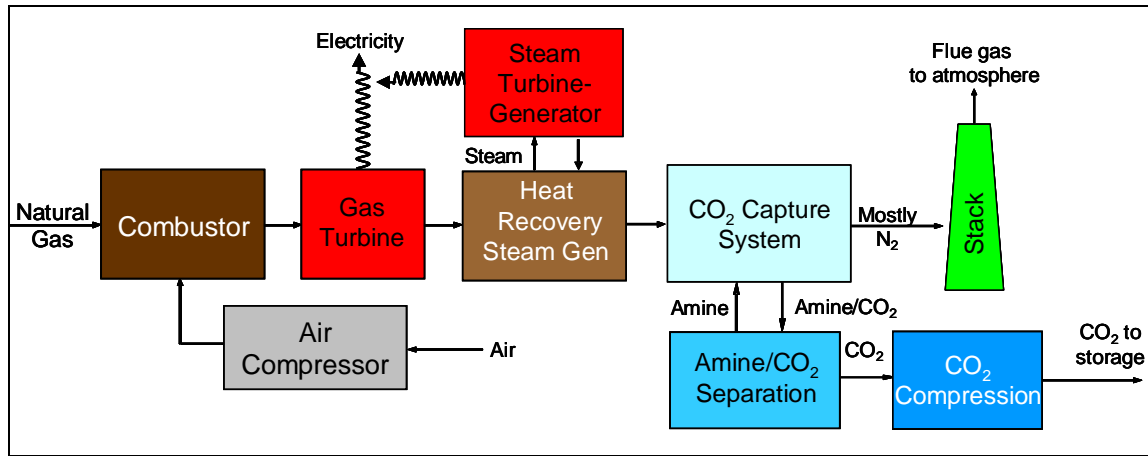 Electricity
Steam
Turbine-
Generator
Flue gas
to atmosphere
Steam
Natural
Gas
Combustor
Gas
Turbine
Heat
Recovery
Steam Gen
CO₂ Capture
System
Mostly
N₂
Stack
Amine
Amine/CO₂
Air
Compressor
Air
Amine/CO₂
Separation
CO₂
CO₂
Compression
CO₂ to
storage